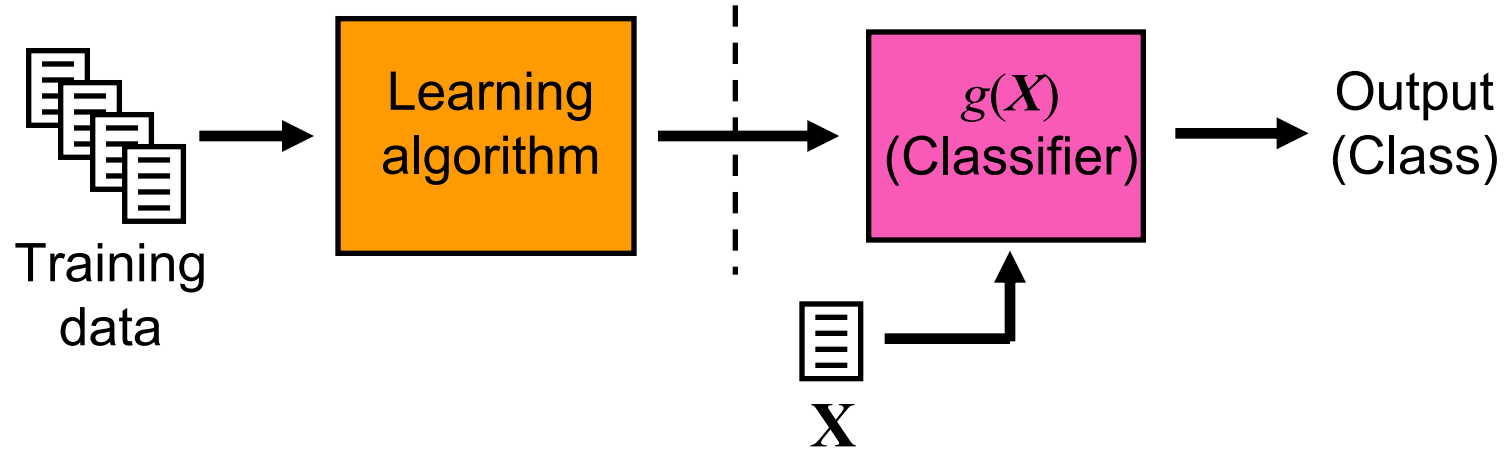 Training
data
Learning
algorithm
g(X)
(Classifier)
X
Output
(Class)